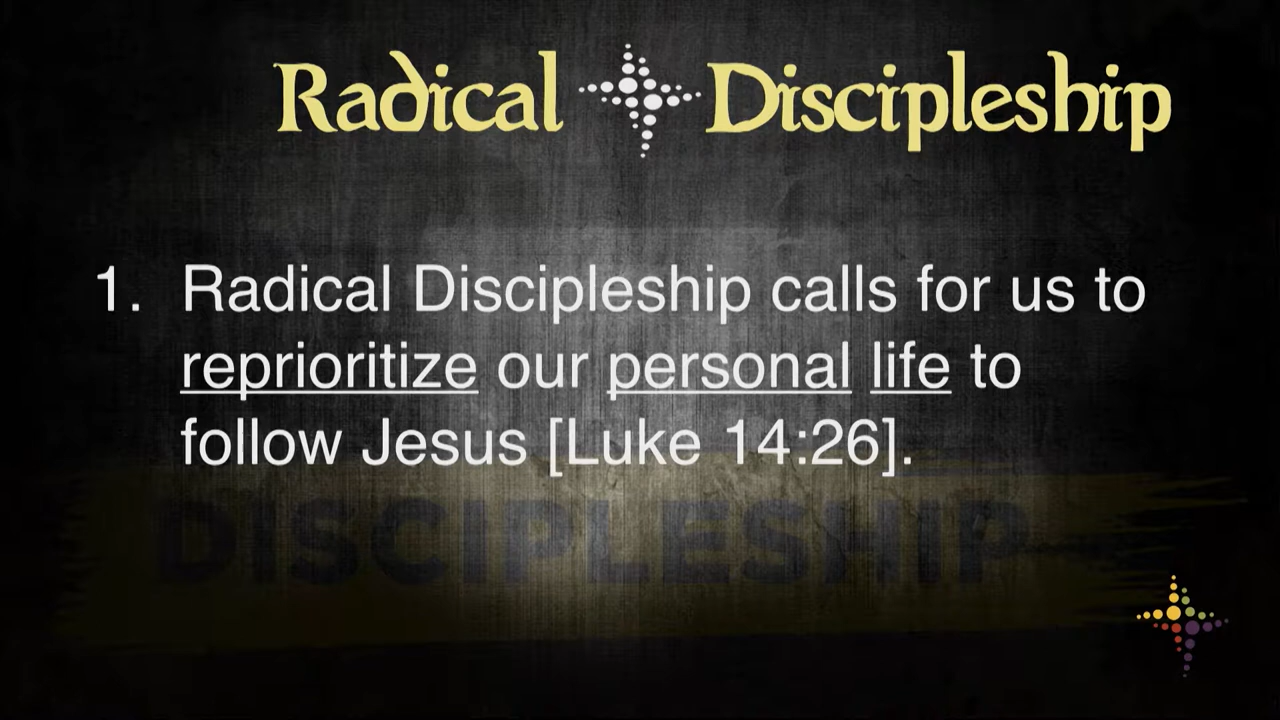 Radical Discipleship
1. Radical Discipleship calls for us to
reprioritize our personal life to
follow Jesus [Luke 14:26].
DISCIPLESHIP